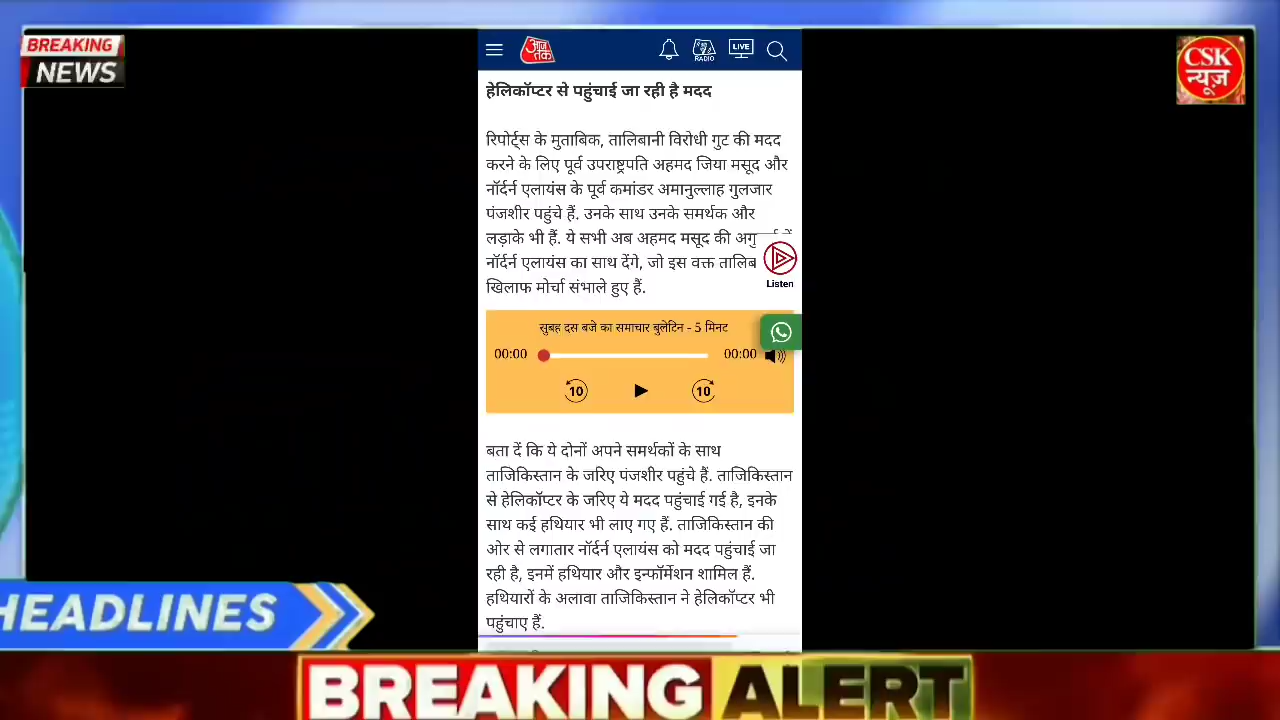 BREAKING
NEWS
आज तक
RADIO
LIVE
CSK
न्यूज़
हेलिकॉप्टर से पहुंचाई जा रही है मदद
रिपोर्ट्स के मुताबिक, तालिबानी विरोधी गुट की मदद
करने के लिए पूर्व उपराष्ट्रपति अहमद जिया मसूद और
नॉर्दर्न एलायंस के पूर्व कमांडर अमानुल्लाह गुलजार
पंजशीर पहुंचे हैं. उनके साथ उनके समर्थक और
लड़ाके भी हैं. ये सभी अब अहमद मसूद की
नॉर्दर्न एलायंस का साथ देंगे, जो इस वक्त तालिब
खिलाफ मोर्चा संभाले हुए हैं.
Listen
सुबह दस बजे का समाचार बुलेटिन - 5 मिनट
00:00 00:00
10 10
बता दें कि ये दोनों अपने समर्थकों के साथ
ताजिकिस्तान के जरिए पंजशीर पहुंचे हैं. ताजिकिस्तान
से हेलिकॉप्टर के जरिए ये मदद पहुंचाई गई है, इनके
साथ कई हथियार भी लाए गए हैं. ताजिकिस्तान की
ओर से लगातार नॉर्दर्न एलायंस को मदद पहुंचाई जा
रही है, इनमें हथियार और इन्फॉर्मेशन शामिल हैं.
हथियारों के अलावा ताजिकिस्तान ने हेलिकॉप्टर भी
पहुंचाए हैं.
HEADLINES
BREAKING ALERT